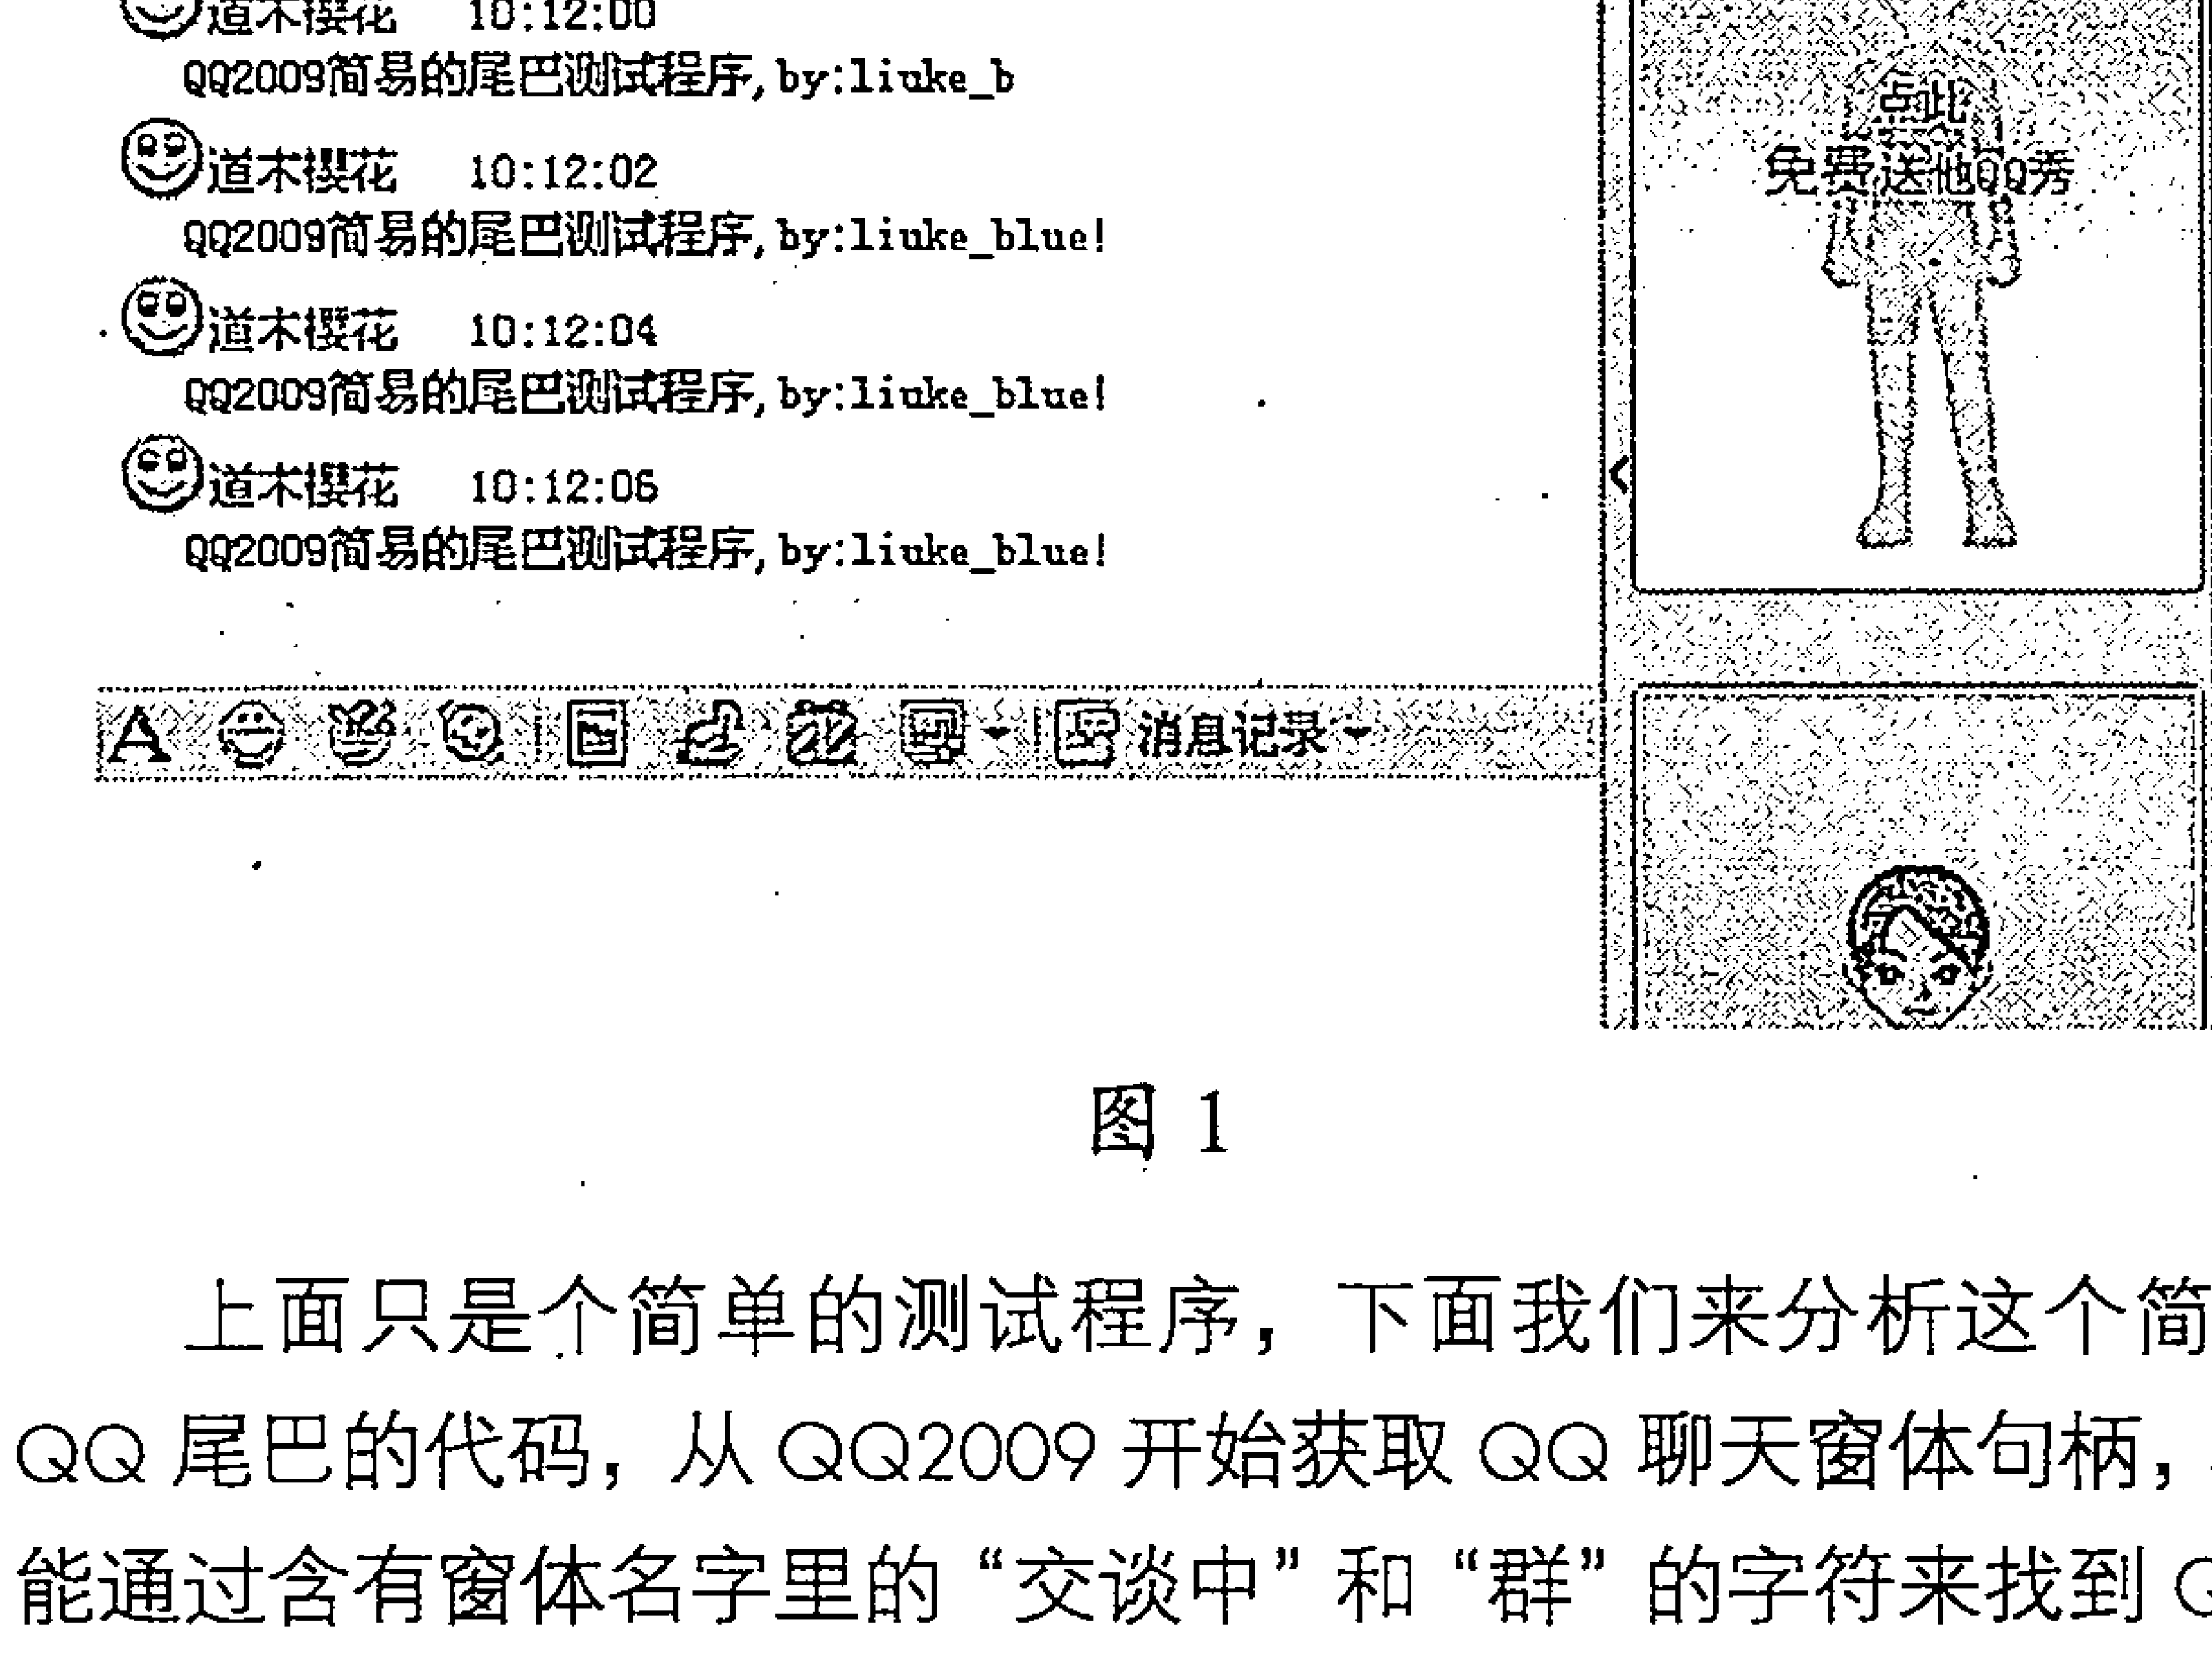 道木樱花 10:12:00
QQ2009简易的尾巴测试程序,by:liuke_b
道木樱花 10:12:02
QQ2009简易的尾巴测试程序,by:liuke_blue!
道木樱花 10:12:04
QQ2009简易的尾巴测试程序,by:liuke_blue!
道木樱花 10:12:06
QQ2009简易的尾巴测试程序,by:liuke_blue!
A 消息记录
点此
免费送他QQ秀
图 1
上面只是个简单的测试程序，下面我们来分析这个简
QQ 尾巴的代码，从 QQ2009 开始获取 QQ 聊天窗体句柄，
能通过含有窗体名字里的“交谈中”和“群”的字符来找到 Q